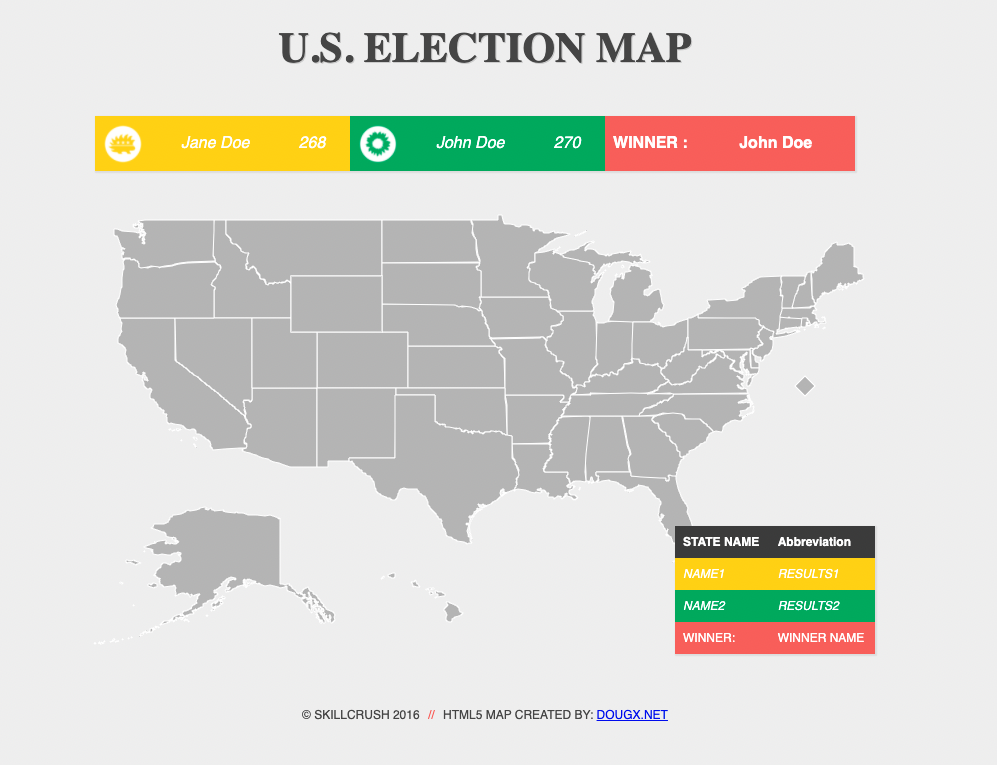 U.S. ELECTION MAP
Jane Doe 268 John Doe 270 WINNER : John Doe
STATE NAME Abbreviation
NAME1 RESULTS1
NAME2 RESULTS2
WINNER: WINNER NAME
© SKILLCRUSH 2016 // HTML5 MAP CREATED BY: DOUGX.NET